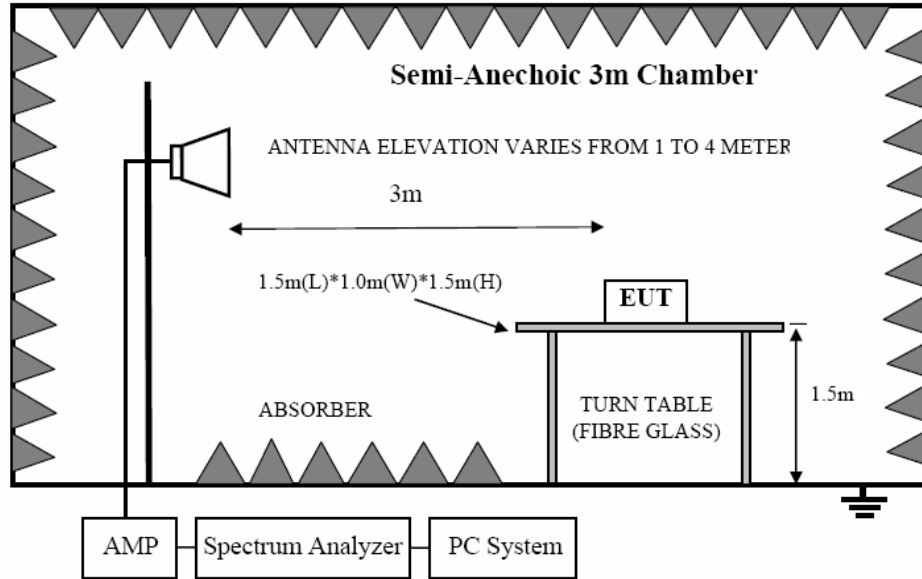 Semi-Anechoic 3m Chamber
ANTENNA ELEVATION VARIES FROM 1 TO 4 METER
3m
1.5m(L)*1.0m(W)*1.5m(H)
EUT
ABSORBER
TURN TABLE
(FIBRE GLASS)
1.5m
AMP
Spectrum Analyzer
PC System